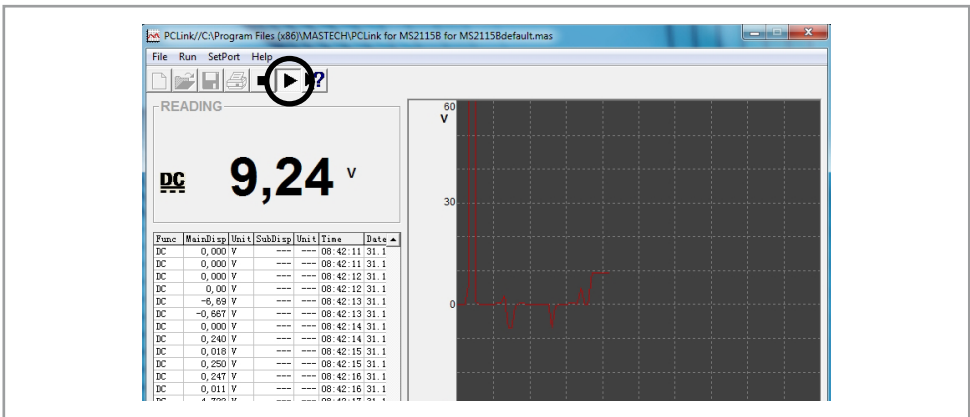 PCLink//C:\Program Files (x86)\MASTECH\PCLink for MS2115B for MS2115Bdefault.mas
File Run SetPort Help
?
READING
DC 9,24 V
Func MainDisp Unit SubDisp Unit Time Date
DC 0,000 V --- --- 08:42:11 31.1
DC 0,000 V --- --- 08:42:11 31.1
DC 0,000 V --- --- 08:42:12 31.1
DC 0,00 V --- --- 08:42:12 31.1
DC -6,69 V --- --- 08:42:13 31.1
DC -0,667 V --- --- 08:42:13 31.1
DC 0,000 V --- --- 08:42:14 31.1
DC 0,240 V --- --- 08:42:14 31.1
DC 0,018 V --- --- 08:42:15 31.1
DC 0,250 V --- --- 08:42:15 31.1
DC 0,247 V --- --- 08:42:16 31.1
DC 0,011 V --- --- 08:42:16 31.1
60
V
30
0